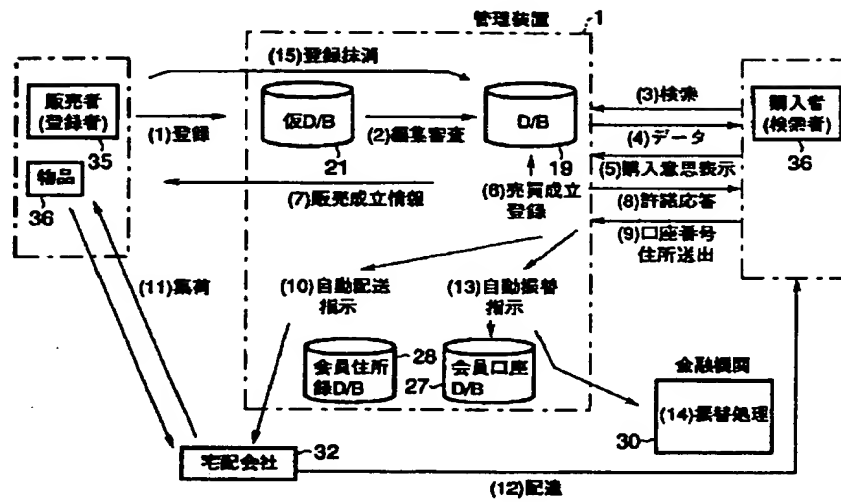 管理装置
1
(15)登録抹消
販売者
(登録者)
35
(1)登録
仮D/B
21
(2)編集審査
D/B
19
(3)検索
(4)データ
購入者
(検索者)
36
(5)購入意思表示
物品
36
(7)販売成立情報
(6)売買成立
登録
(8)許諾応答
(9)口座番号
住所送出
(11)集荷
(10)自動配送
指示
(13)自動振替
指示
会員住所
録D/B
28
会員口座
D/B
27
金融機関
(14)振替処理
30
宅配会社
32
(12)配達